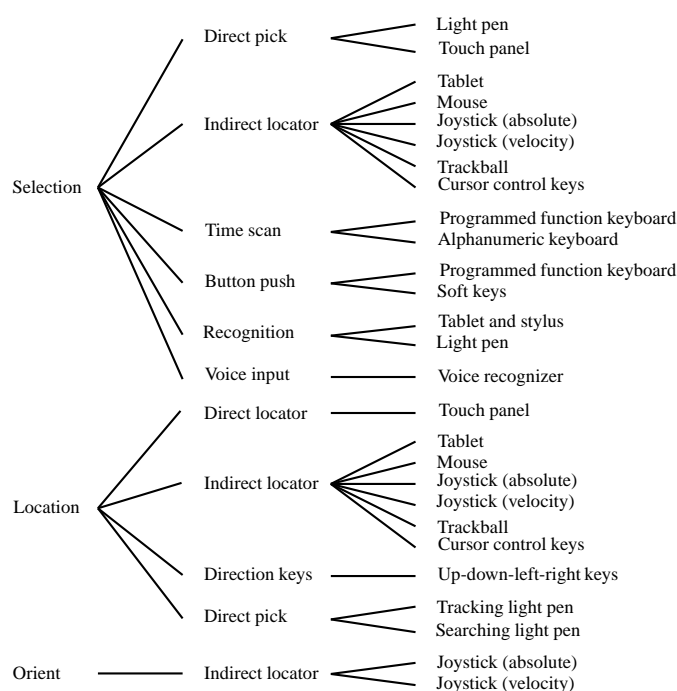 Selection
Direct pick
Light pen
Touch panel
Indirect locator
Tablet
Mouse
Joystick (absolute)
Joystick (velocity)
Trackball
Cursor control keys
Time scan
Programmed function keyboard
Alphanumeric keyboard
Button push
Programmed function keyboard
Soft keys
Recognition
Tablet and stylus
Light pen
Voice input
Voice recognizer
Location
Direct locator
Touch panel
Indirect locator
Tablet
Mouse
Joystick (absolute)
Joystick (velocity)
Trackball
Cursor control keys
Direction keys
Up-down-left-right keys
Direct pick
Tracking light pen
Searching light pen
Orient
Indirect locator
Joystick (absolute)
Joystick (velocity)